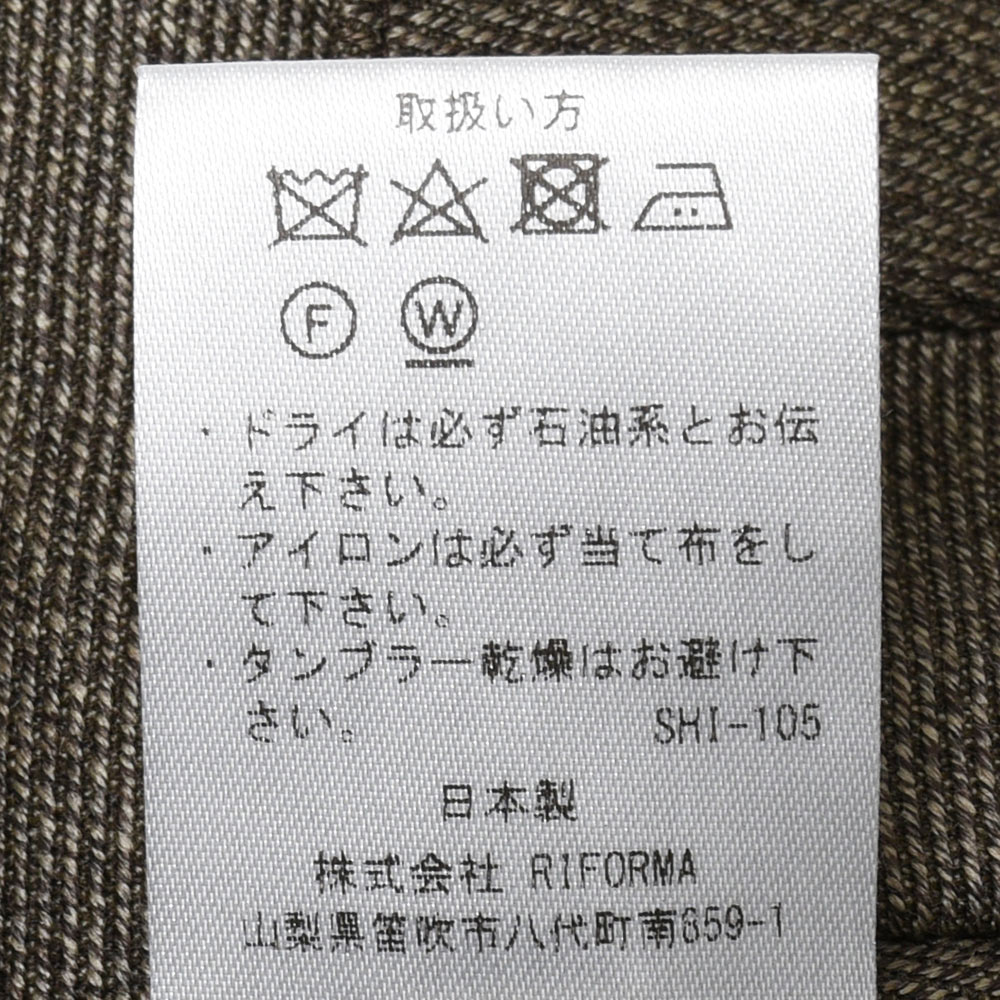 取扱い方
F W
・ドライは必ず石油系とお伝
え下さい。
・アイロンは必ず当て布をし
て下さい。
・タンブラー乾燥はお避け下
さい。 SHI-105
日本製
株式会社 RIFORMA
山梨県笛吹市八代町南659-1